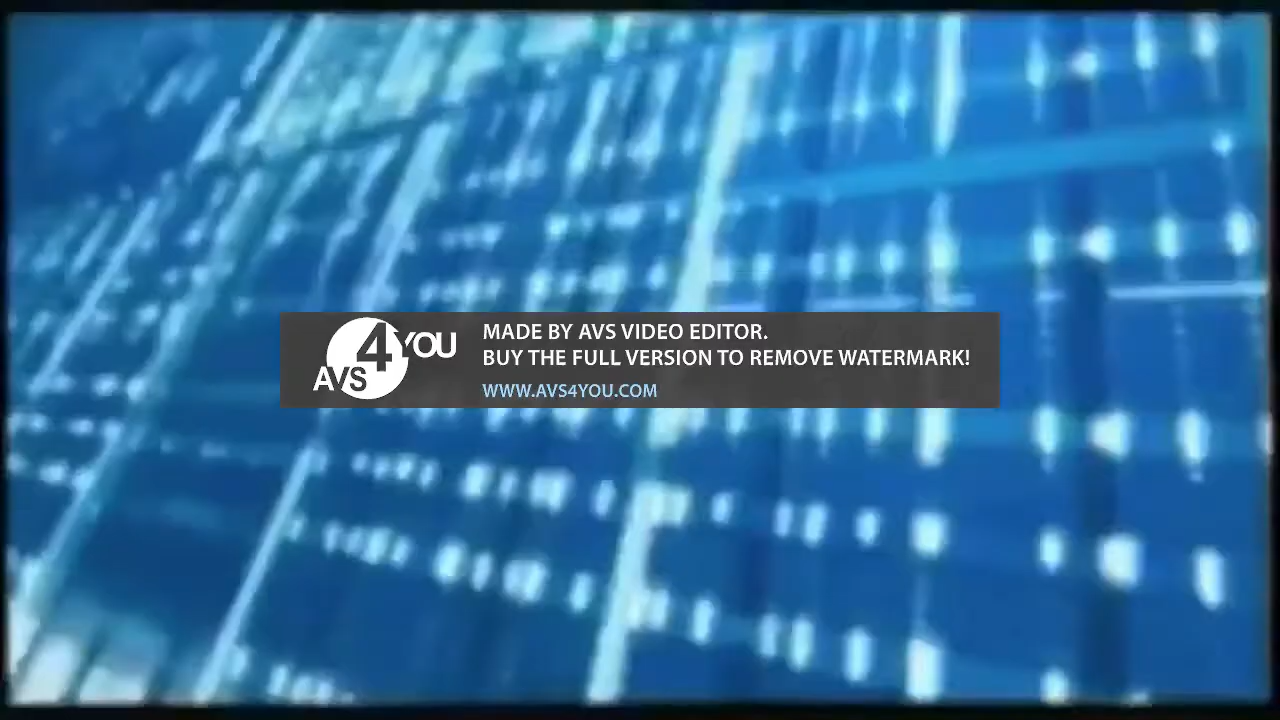 AVS4YOU
MADE BY AVS VIDEO EDITOR.
BUY THE FULL VERSION TO REMOVE WATERMARK!
WWW.AVS4YOU.COM